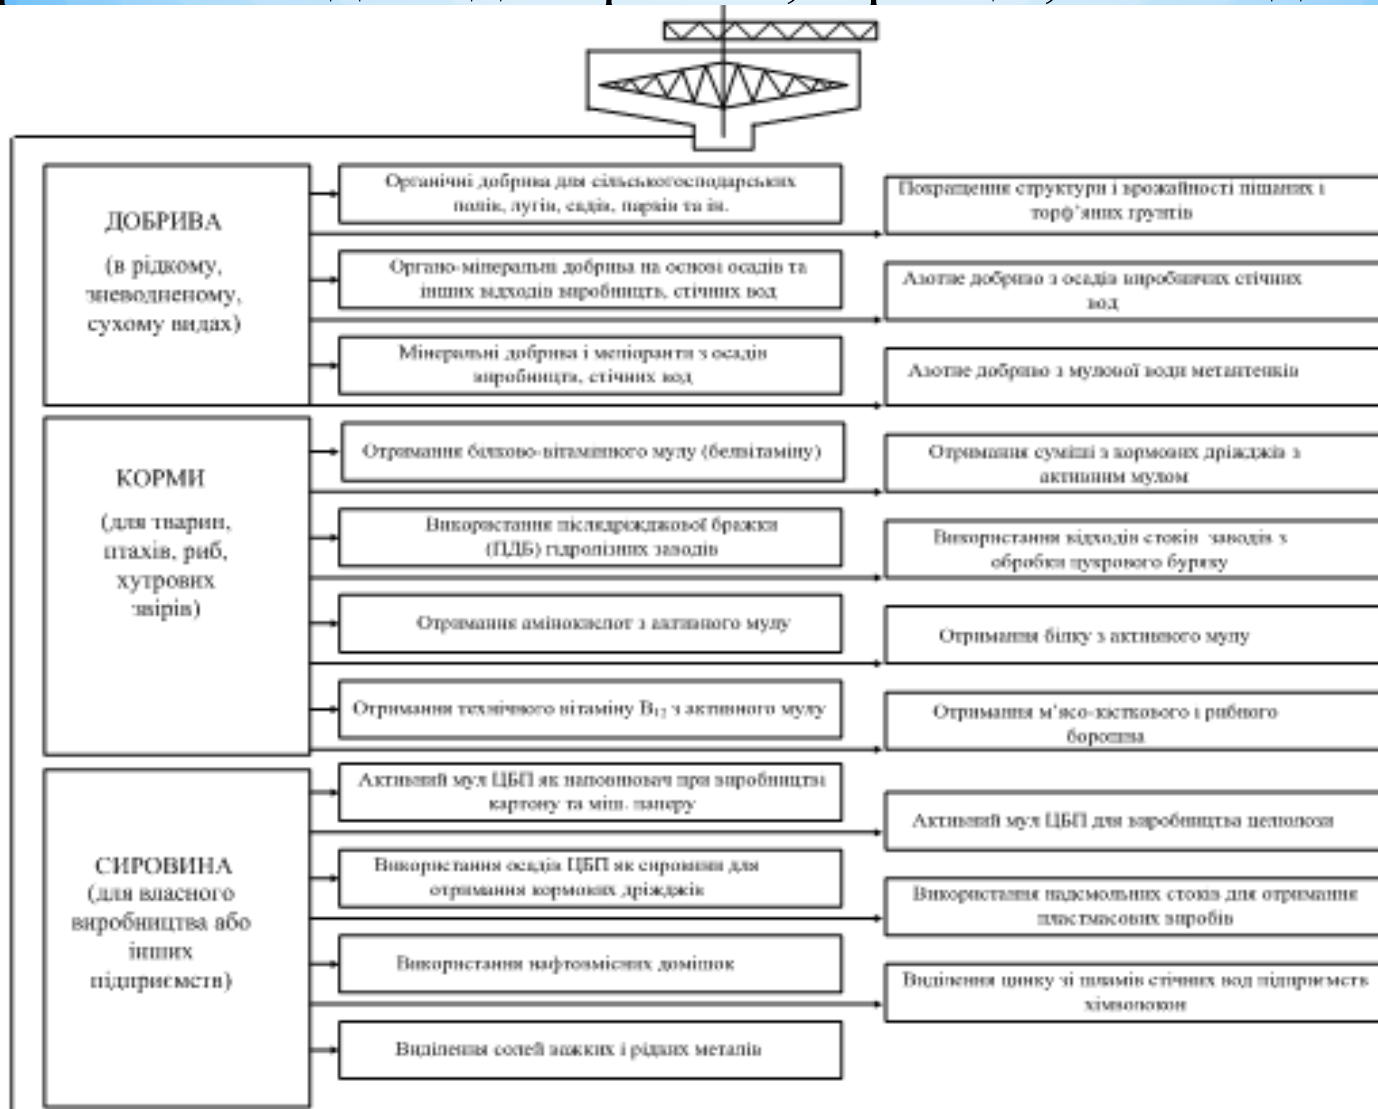 ДОБРИВА
(в рідкому,
зневодненому,
сухому видах)
Органічні добрива для сільськогосподарських
полів, лугів, садів, парків та ін.
Покращення структури і врожайності піщаних і
торф’яних ґрунтів
Органо-мінеральні добрива на основі осадів та
інших відходів виробництв, стічних вод
Азотне добриво з осадів виробничих стічних
вод
Мінеральні добрива і меліоранти з осадів
виробництв, стічних вод
Азотне добриво з мулової води метантенків
КОРМИ
(для тварин,
птахів, риб,
хутрових
звірів)
Отримання білково-вітамінного мулу (белвітаміну)
Отримання суміші з кормових дріжджів з
активним мулом
Використання післядріжджової бражки
(ПДБ) гідролізних заводів
Використання відходів стоків заводів з
обробки цукрового буряку
Отримання амінокислот з активного мулу
Отримання білку з активного мулу
Отримання технічного вітаміну В₁₂ з активного мулу
Отримання м’ясо-кісткового і рибного
борошна
СИРОВИНА
(для власного
виробництва або
інших
підприємств)
Активний мул ЦБП як наповнювач при виробництві
картону та міш. паперу
Активний мул ЦБП для виробництва целюлози
Використання осадів ЦБП як сировини для
отримання кормових дріжджів
Використання надсмольних стоків для отримання
пластмасових виробів
Використання нафтовмісних домішок
Виділення цинку зі шламів стічних вод підприємств
хімволокон
Виділення солей важких і рідких металів